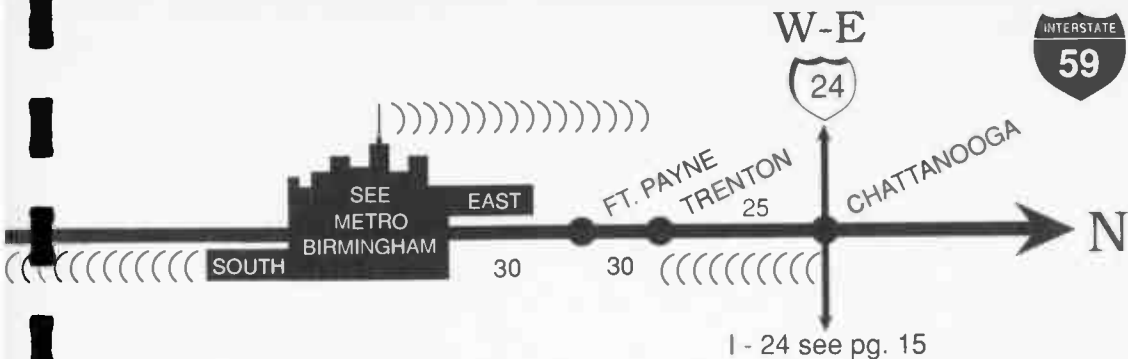 W-E
24
INTERSTATE
59
SEE
METRO
BIRMINGHAM
EAST
SOUTH
30
30
FT. PAYNE
TRENTON
25
CHATTANOOGA
N
I - 24 see pg. 15